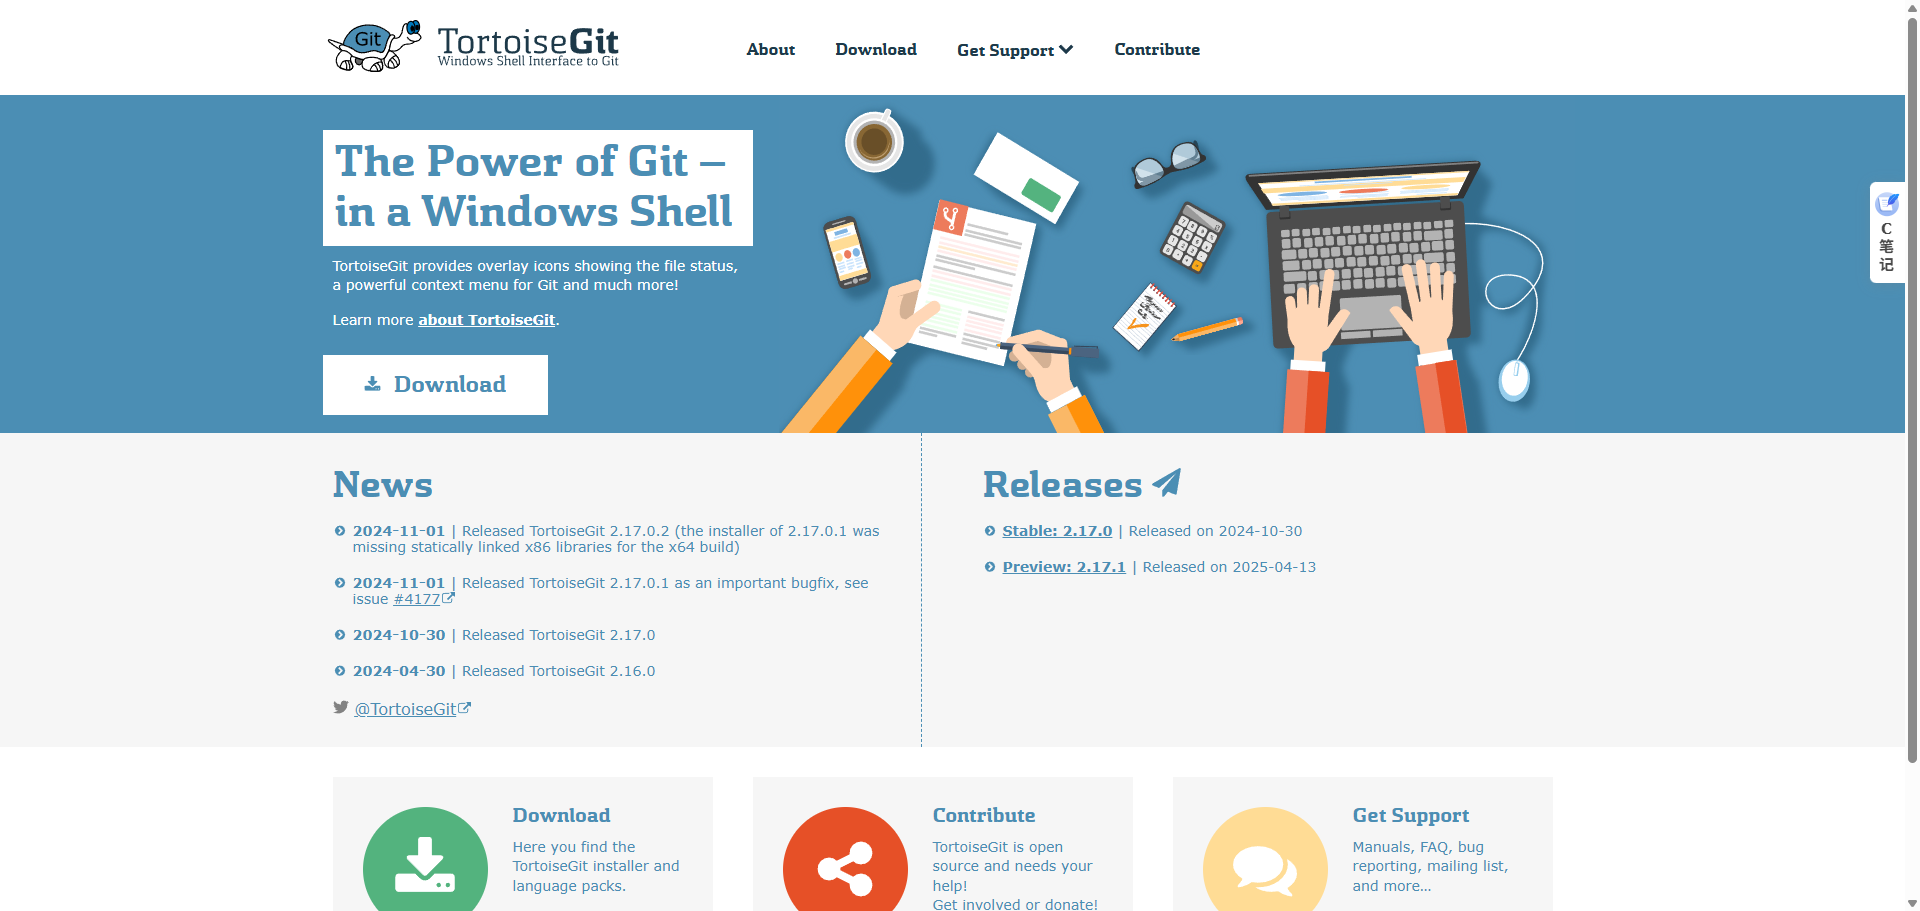 Git
TortoiseGit
Windows Shell Interface to Git
About
Download
Get Support
Contribute
The Power of Git –
in a Windows Shell
TortoiseGit provides overlay icons showing the file status,
a powerful context menu for Git and much more!
Learn more about TortoiseGit.
Download
C
笔
记
News
2024-11-01 | Released TortoiseGit 2.17.0.2 (the installer of 2.17.0.1 was
missing statically linked x86 libraries for the x64 build)
2024-11-01 | Released TortoiseGit 2.17.0.1 as an important bugfix, see
issue #4177
2024-10-30 | Released TortoiseGit 2.17.0
2024-04-30 | Released TortoiseGit 2.16.0
@TortoiseGit
Releases
Stable: 2.17.0 | Released on 2024-10-30
Preview: 2.17.1 | Released on 2025-04-13
Download
Here you find the
TortoiseGit installer and
language packs.
Contribute
TortoiseGit is open
source and needs your
help!
Get involved or donate!
Get Support
Manuals, FAQ, bug
reporting, mailing list,
and more...